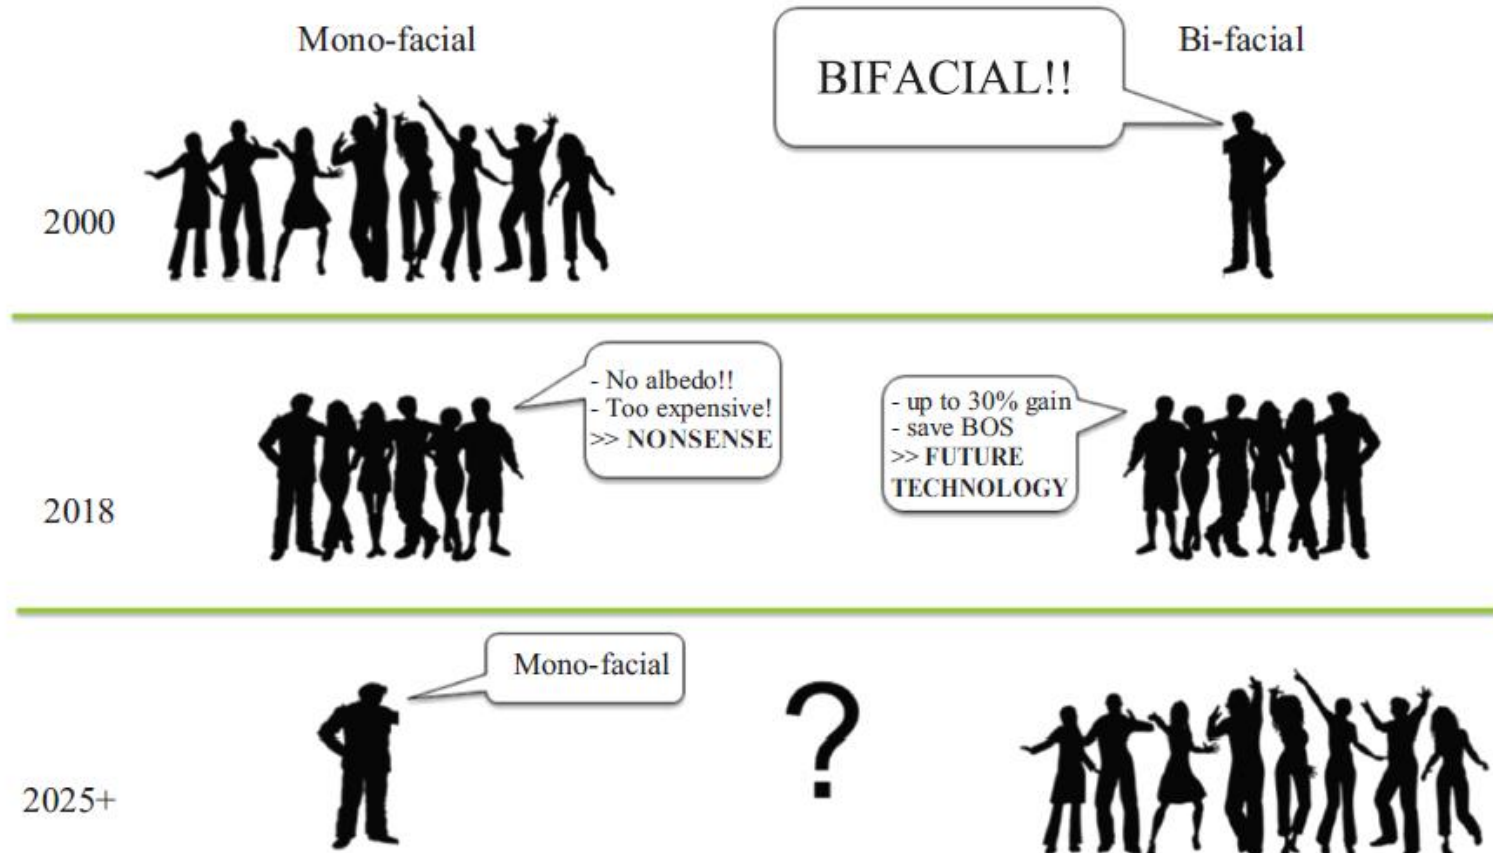 Mono-facial
Bi-facial
BIFACIAL!!
2000
- No albedo!!
- Too expensive!
>> NONSENSE
- up to 30% gain
- save BOS
>> FUTURE
TECHNOLOGY
2018
Mono-facial
?
2025+